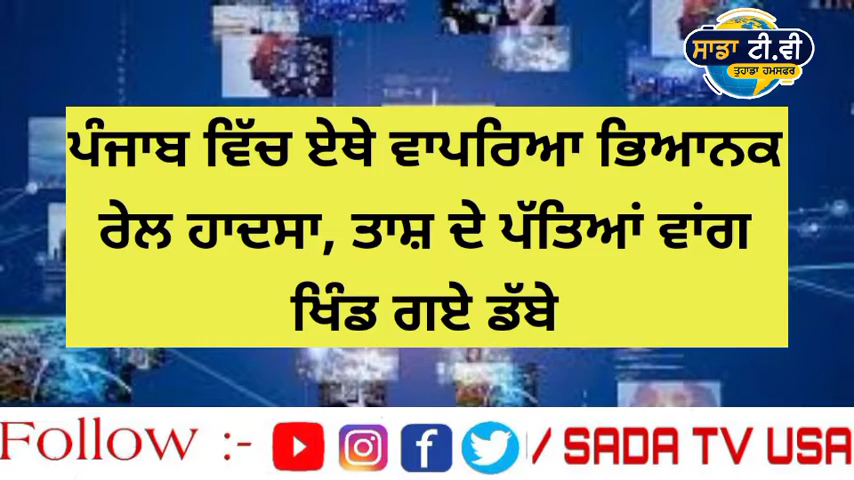 ਸਾਡਾ ਟੀ.ਵੀ
ਤੁਹਾਡਾ ਹਮਸਫਰ
ਪੰਜਾਬ ਵਿੱਚ ਏਥੇ ਵਾਪਰਿਆ ਭਿਆਨਕ
ਰੇਲ ਹਾਦਸਾ, ਤਾਸ਼ ਦੇ ਪੱਤਿਆਂ ਵਾਂਗ
ਖਿੰਡ ਗਏ ਡੱਬੇ
Follow :- / SADA TV USA